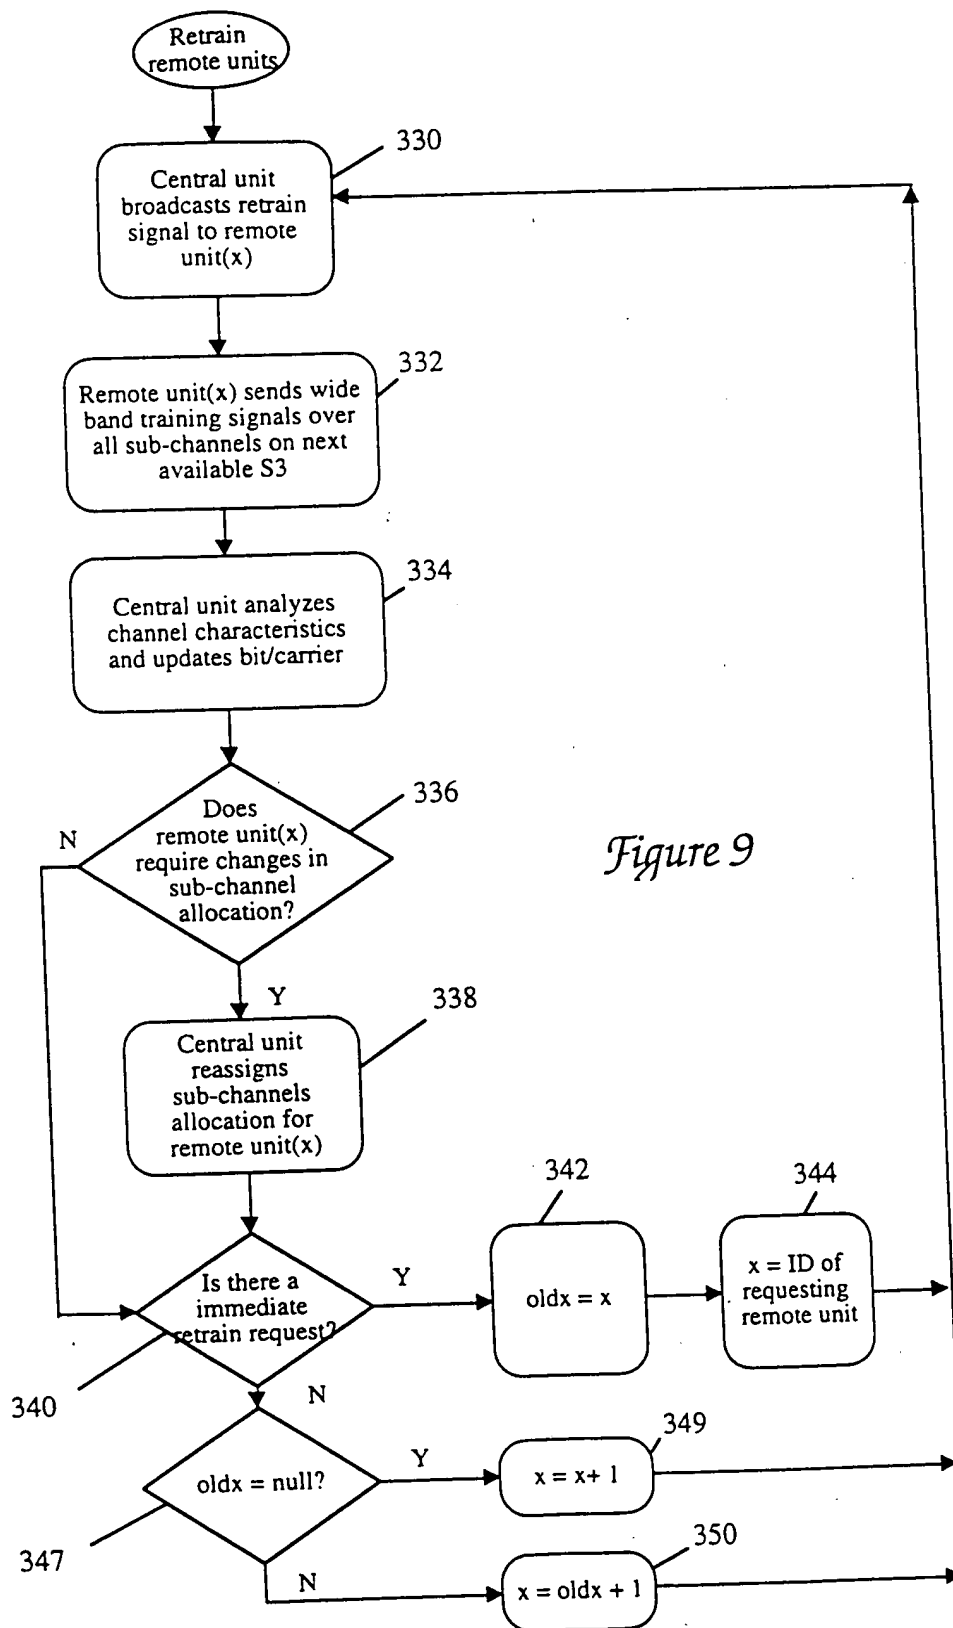 Retrain
remote units
330
Central unit
broadcasts retrain
signal to remote
unit(x)
332
Remote unit(x) sends wide
band training signals over
all sub-channels on next
available S3
334
Central unit analyzes
channel characteristics
and updates bit/carrier
336
Does
remote unit(x)
require changes in
sub-channel
allocation?
N
Y
Figure 9
338
Central unit
reassigns
sub-channels
allocation for
remote unit(x)
340
Is there a
immediate
retrain request?
Y
N
342
oldx = x
344
x = ID of
requesting
remote unit
347
oldx = null?
Y
N
349
x = x+ 1
350
x = oldx + 1